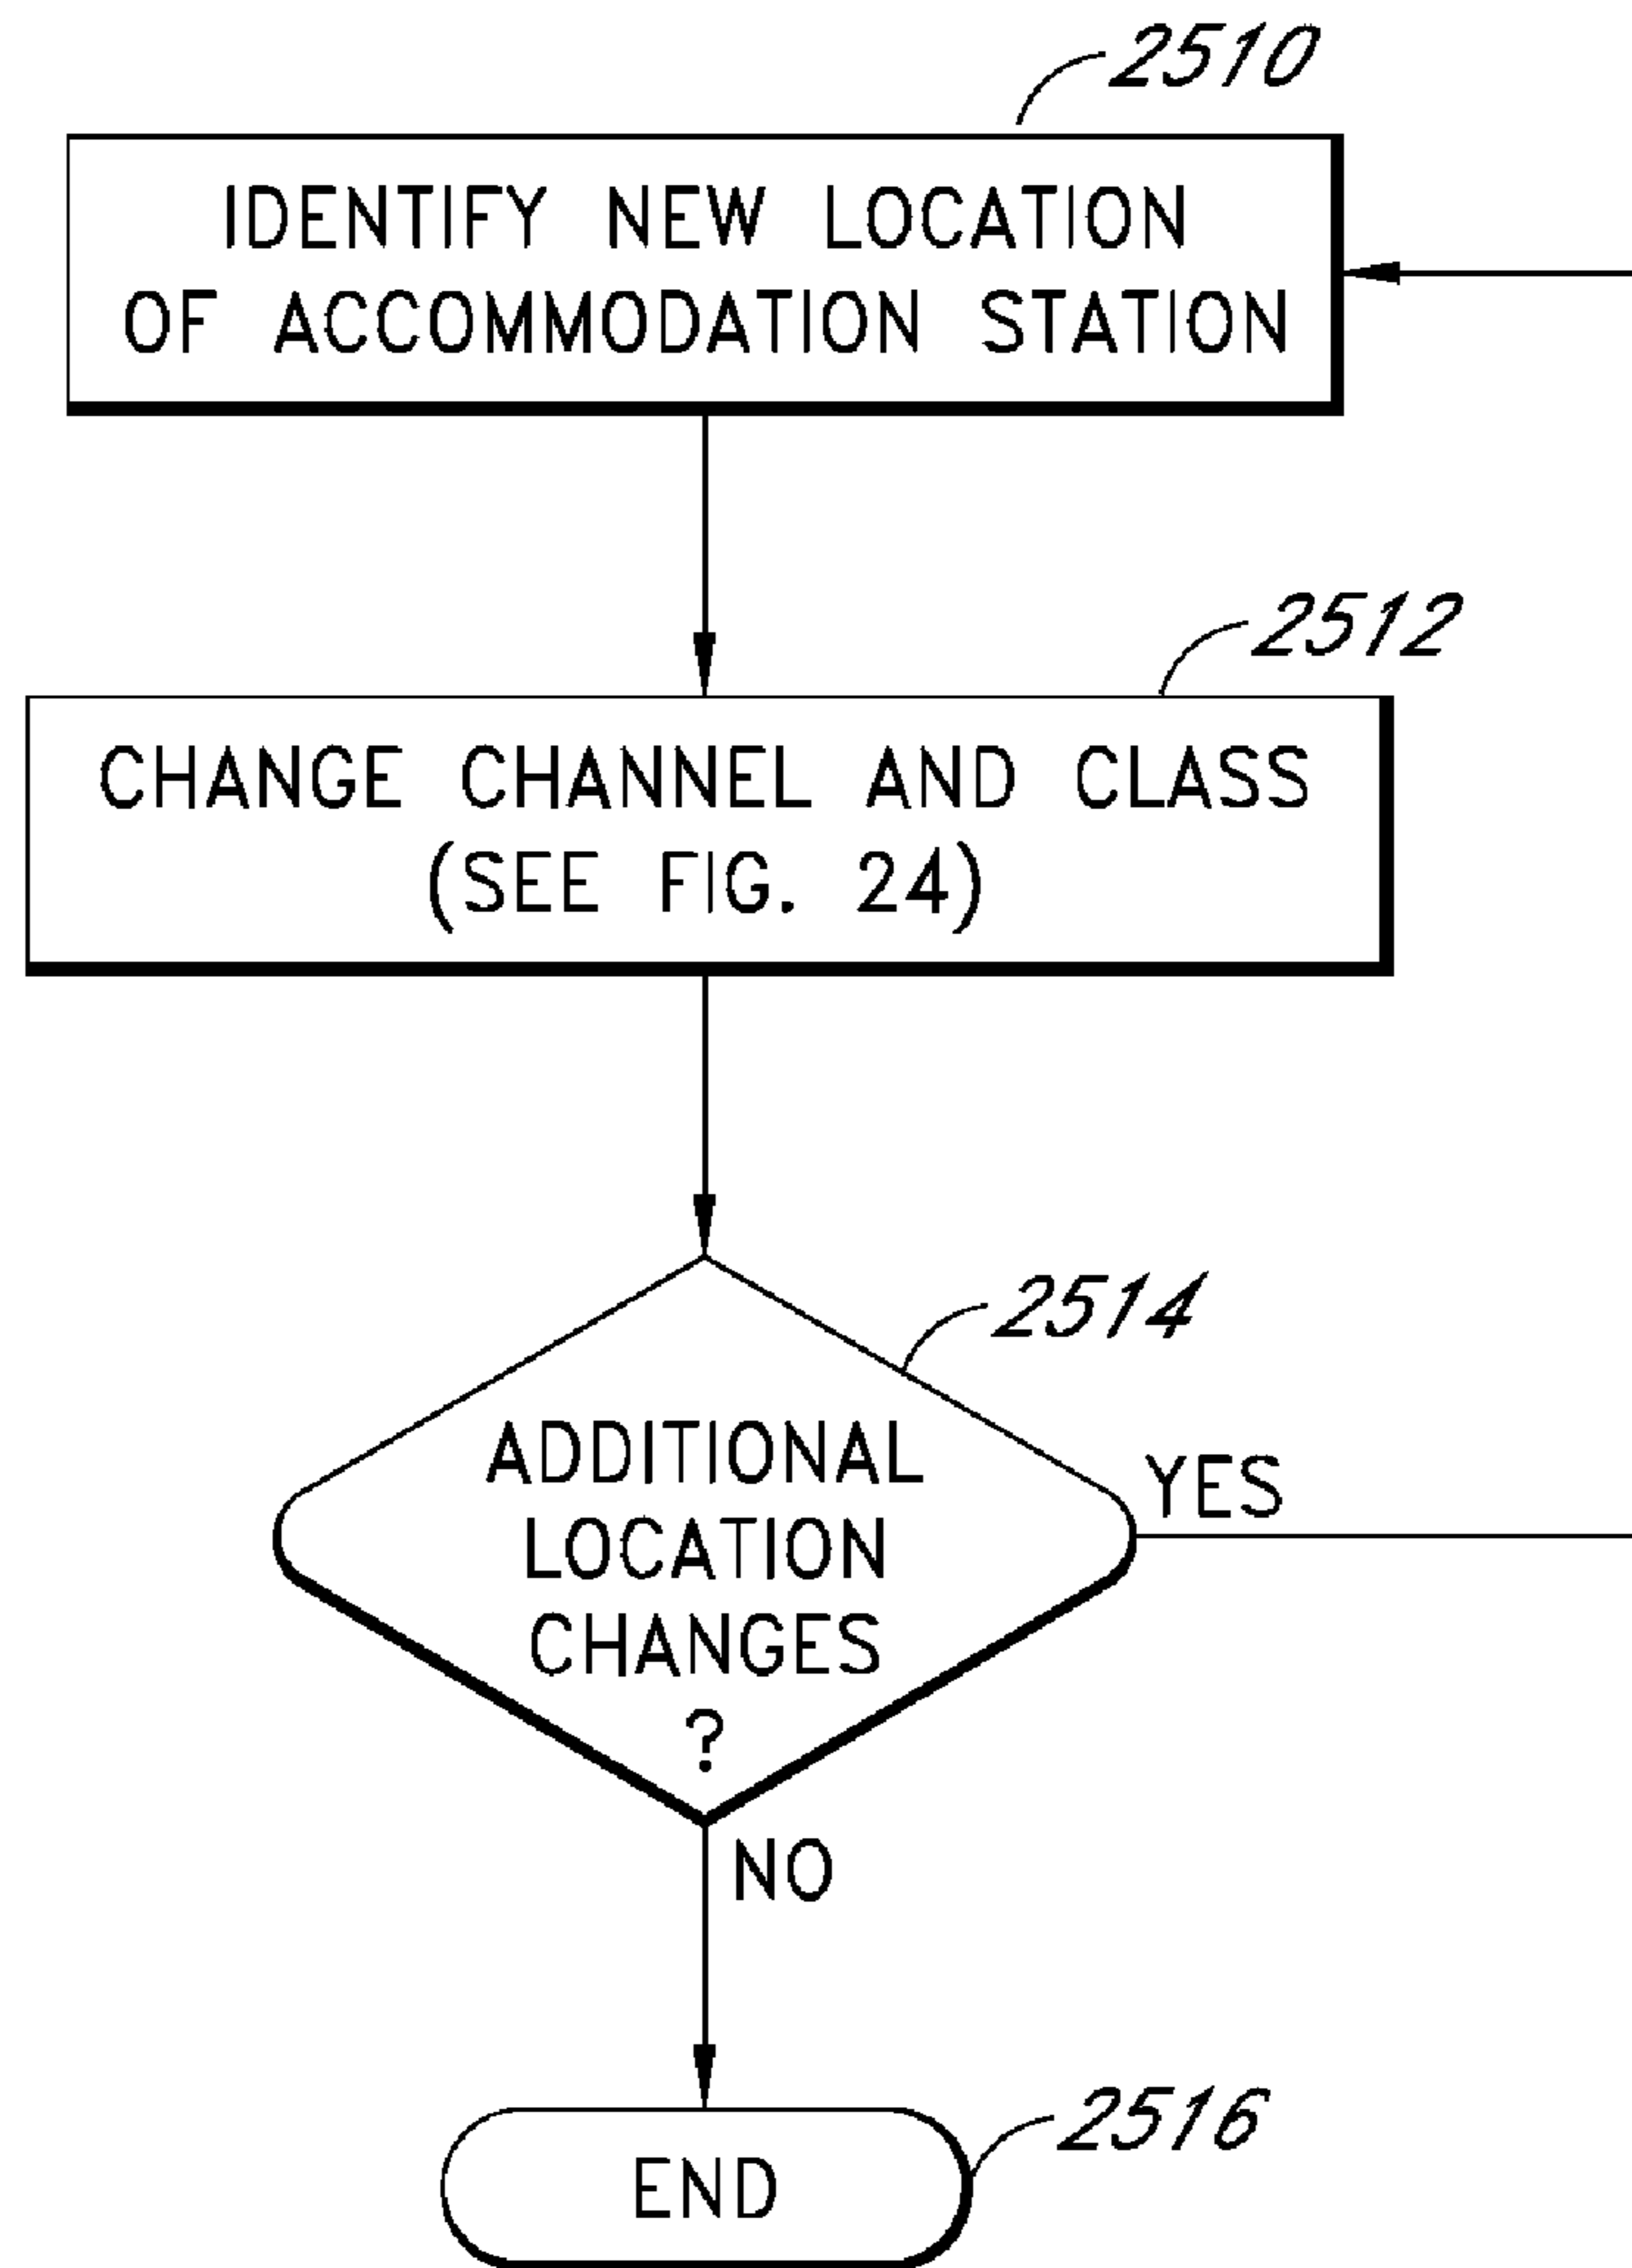 2510
IDENTIFY NEW LOCATION
OF ACCOMMODATION STATION
2512
CHANGE CHANNEL AND CLASS
(SEE FIG. 24)
2514
ADDITIONAL
LOCATION
CHANGES
?
YES
NO
2516
END